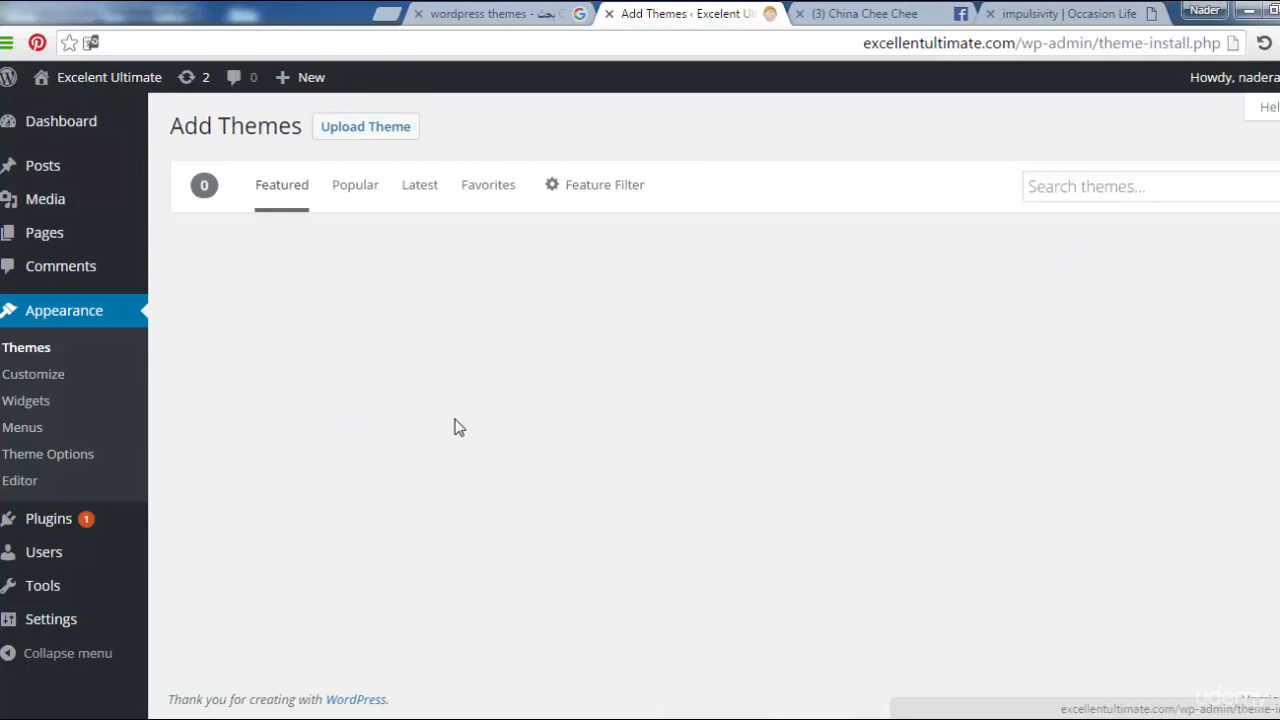 wordpress themes - بحث
Add Themes ‹ Excelent Ul
(3) China Chee Chee
impulsivity | Occasion Life
Nader
excellentultimate.com/wp-admin/theme-install.php
Excelent Ultimate
2
0
New
Howdy, nadera
Dashboard
Hel
Add Themes
Upload Theme
Posts
0
Featured
Popular
Latest
Favorites
Feature Filter
Search themes...
Media
Pages
Comments
Appearance
Themes
Customize
Widgets
Menus
Theme Options
Editor
Plugins 1
Users
Tools
Settings
Collapse menu
Thank you for creating with WordPress.
udemy
excellentultimate.com/wp-admin/theme-i